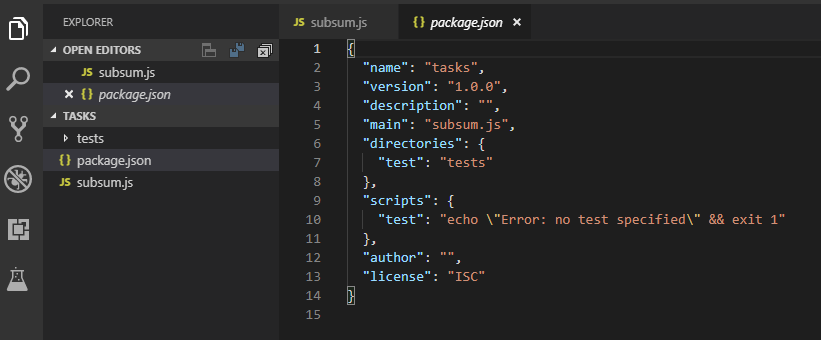 EXPLORER
OPEN EDITORS
JS subsum.js
{} package.json
TASKS
tests
{} package.json
JS subsum.js
JS subsum.js {} package.json
1 {
2 "name": "tasks",
3 "version": "1.0.0",
4 "description": "",
5 "main": "subsum.js",
6 "directories": {
7 "test": "tests"
8 },
9 "scripts": {
10 "test": "echo \"Error: no test specified\" && exit 1"
11 },
12 "author": "",
13 "license": "ISC"
14 }
15